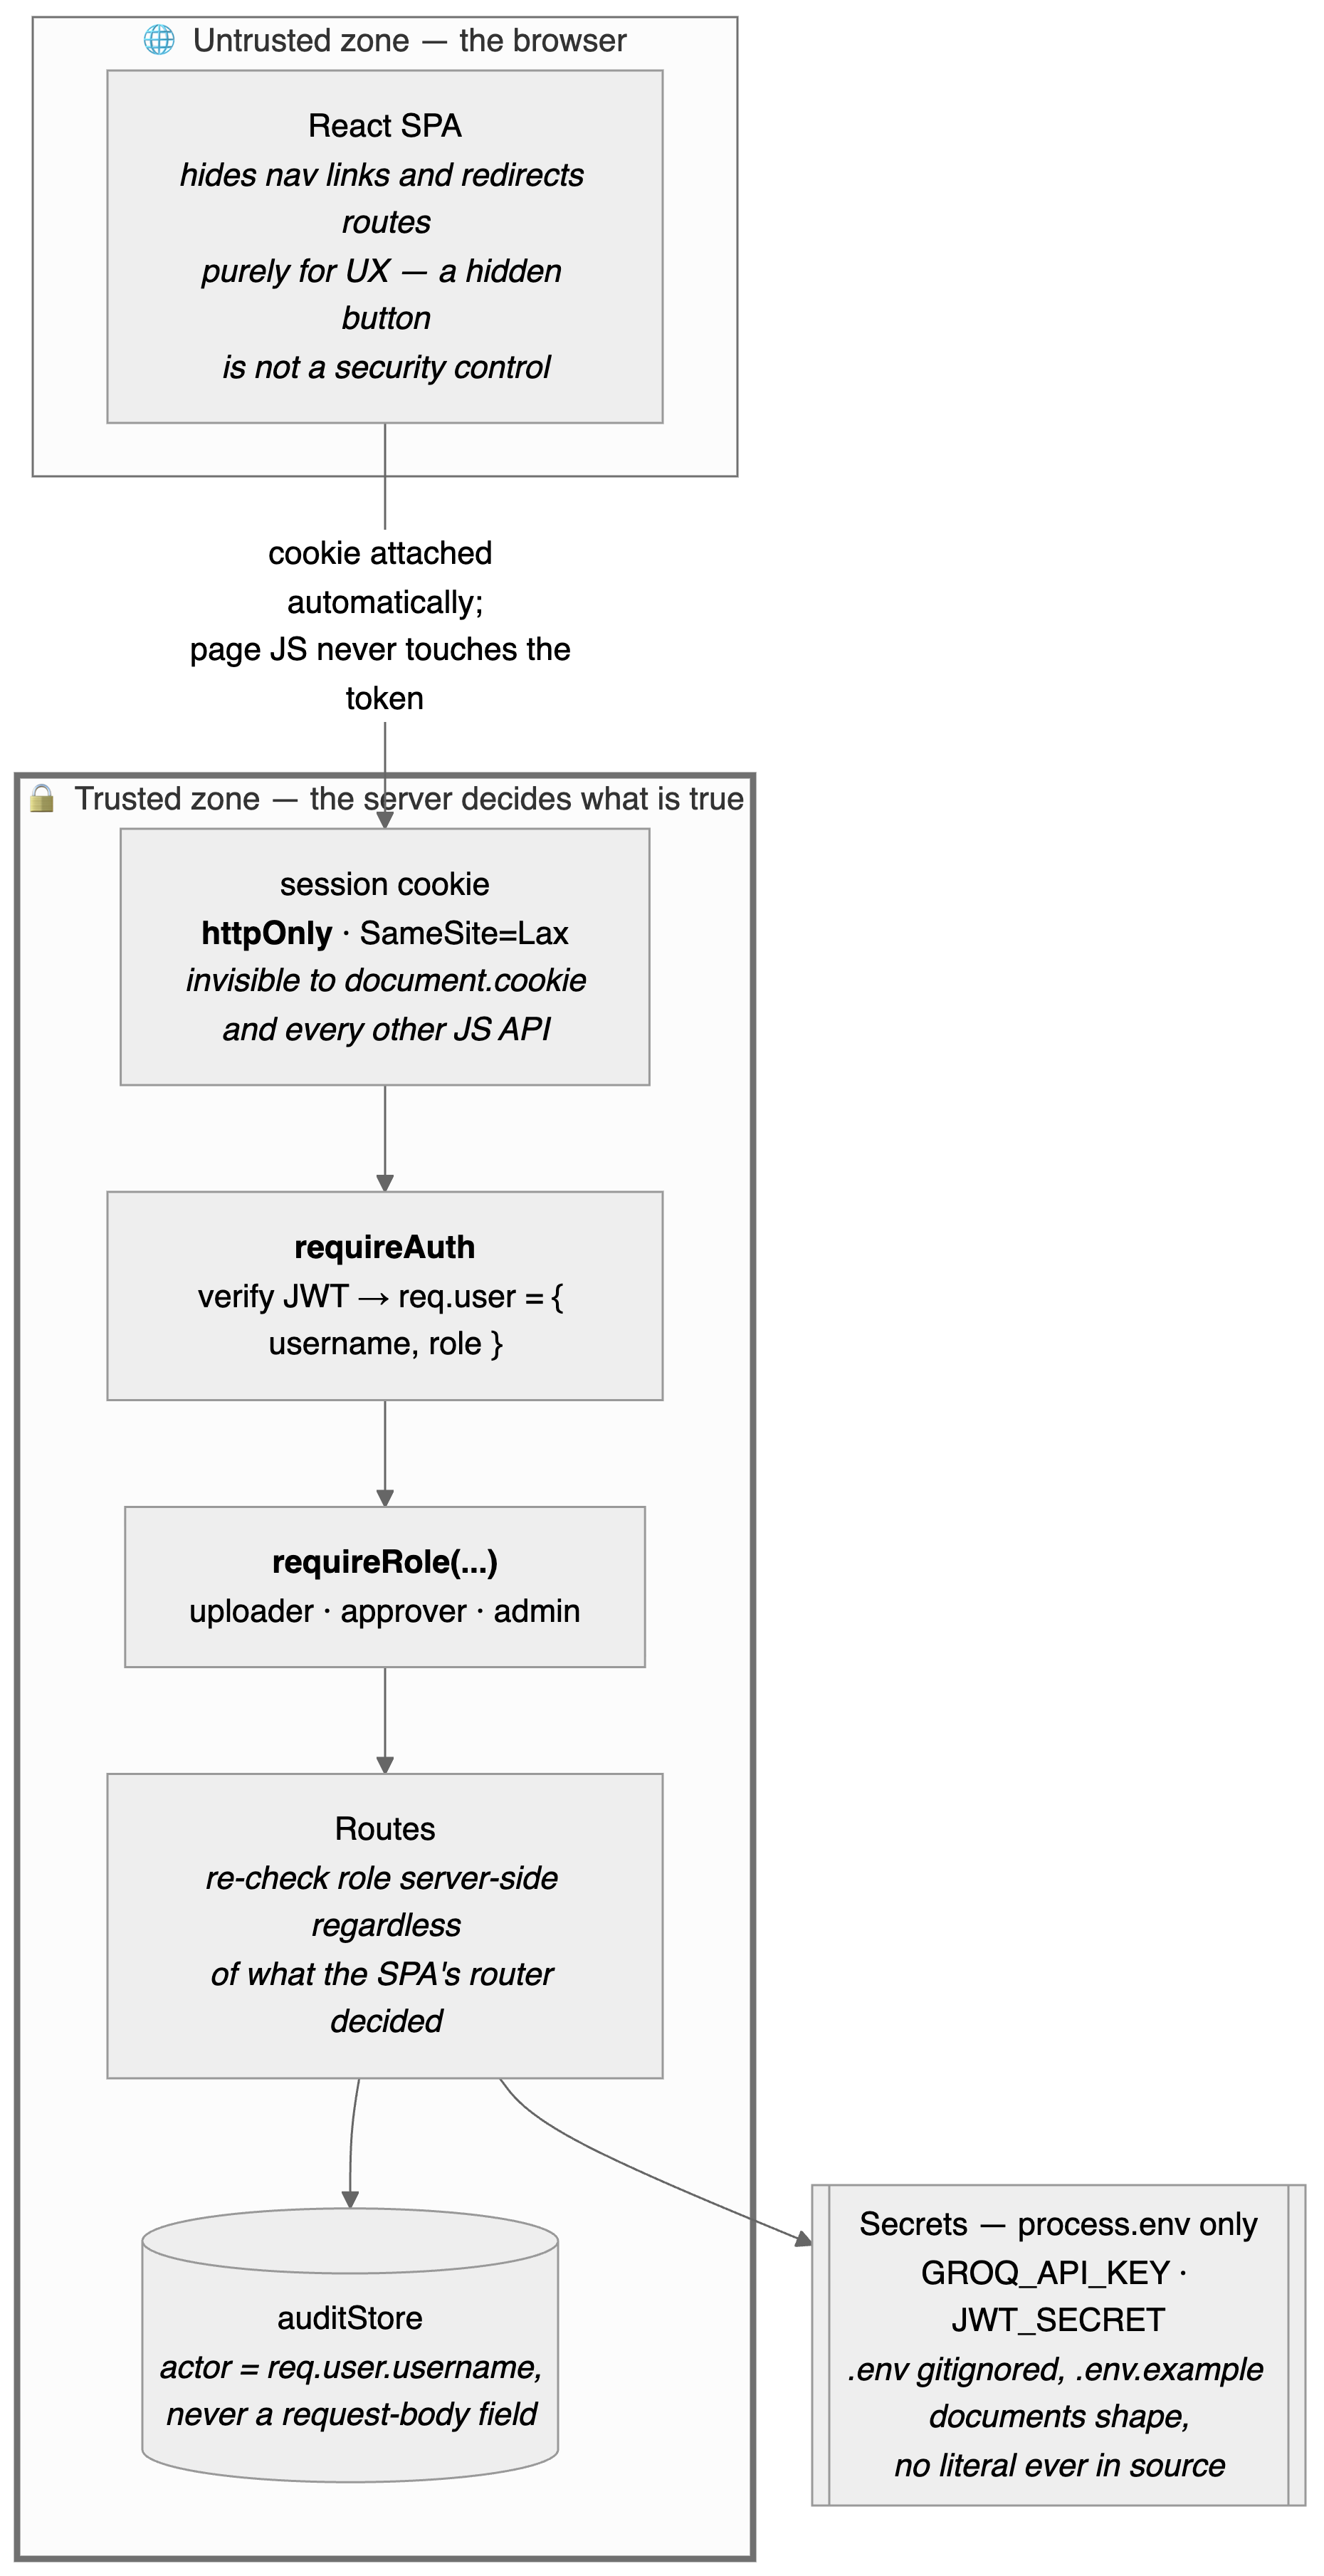 🌐 Untrusted zone — the browser
React SPA
hides nav links and redirects
routes
purely for UX — a hidden
button
is not a security control
cookie attached
automatically;
page JS never touches the
token
🔒 Trusted zone — the server decides what is true
session cookie
httpOnly · SameSite=Lax
invisible to document.cookie
and every other JS API
requireAuth
verify JWT → req.user = {
username, role }
requireRole(...)
uploader · approver · admin
Routes
re-check role server-side
regardless
of what the SPA's router
decided
auditStore
actor = req.user.username,
never a request-body field
Secrets — process.env only
GROQ_API_KEY ·
JWT_SECRET
.env gitignored, .env.example
documents shape,
no literal ever in source